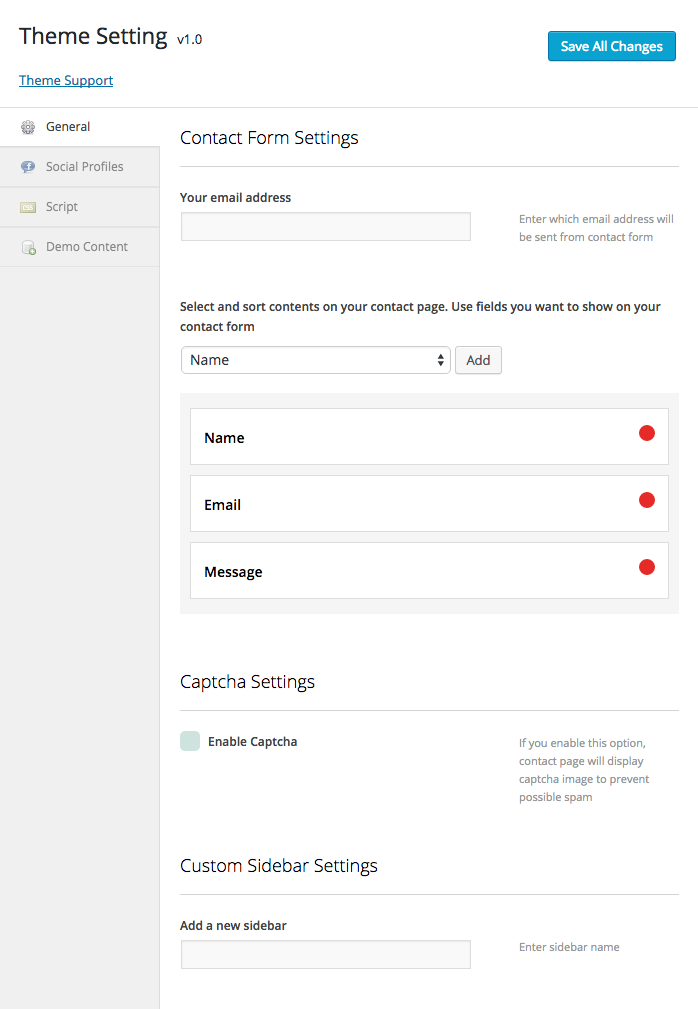 Theme Setting v1.0
Save All Changes
Theme Support
General
Social Profiles
Script
Demo Content
Contact Form Settings
Your email address
Enter which email address will
be sent from contact form
Select and sort contents on your contact page. Use fields you want to show on your
contact form
Name
Add
Name
Email
Message
Captcha Settings
Enable Captcha
If you enable this option,
contact page will display
captcha image to prevent
possible spam
Custom Sidebar Settings
Add a new sidebar
Enter sidebar name